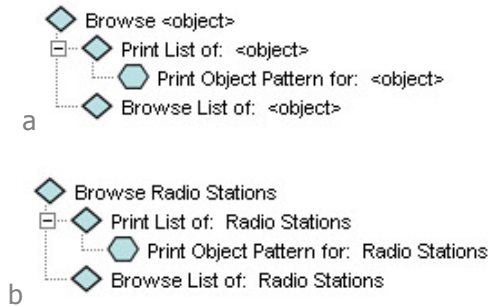 Browse <object>
Print List of: <object>
Print Object Pattern for: <object>
Browse List of: <object>
a
Browse Radio Stations
Print List of: Radio Stations
Print Object Pattern for: Radio Stations
Browse List of: Radio Stations
b